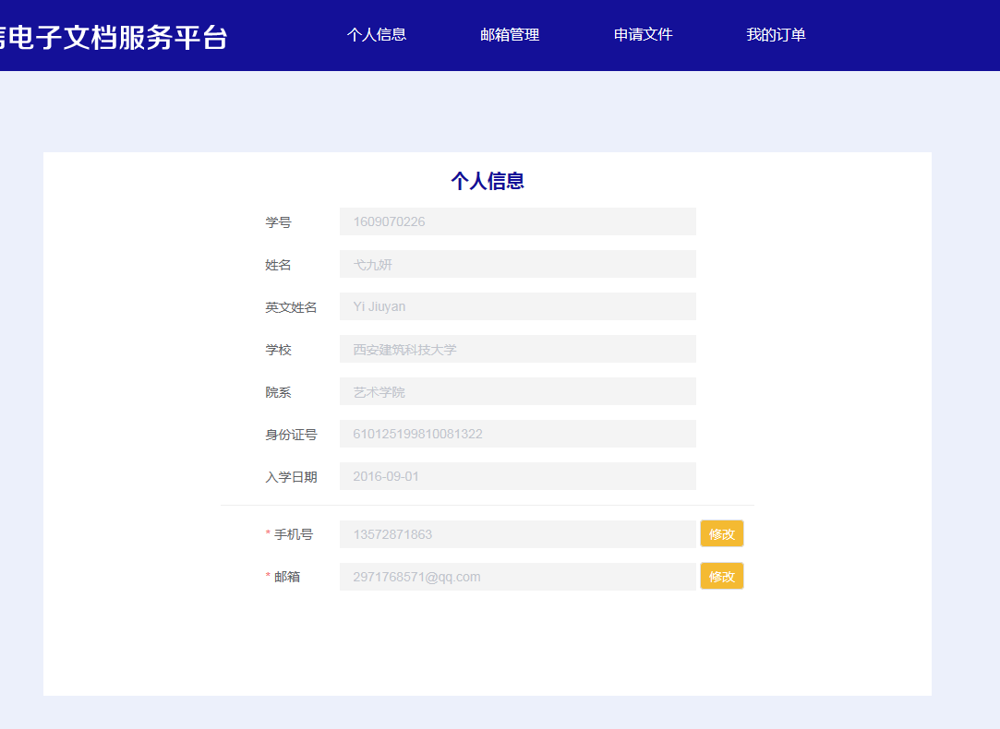 电子文档服务平台
个人信息 邮箱管理 申请文件 我的订单
个人信息
学号 1609070226
姓名 弋九妍
英文姓名 Yi Jiuyan
学校 西安建筑科技大学
院系 艺术学院
身份证号 610125199810081322
入学日期 2016-09-01
* 手机号 13572871863 修改
* 邮箱 2971768571@qq.com 修改